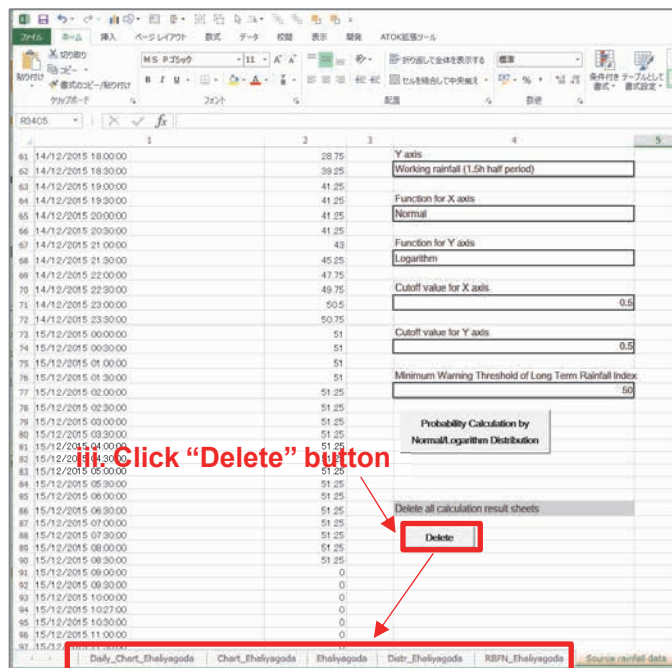 ファイル ホーム 挿入 ページレイアウト 数式 データ 校閲 表示 開発 ATOK拡張ツール
切り取り
コピー
書式のコピー/貼り付け
貼り付け
クリップボード
MS Pゴシック 11
B I U
フォント
折り返して全体を表示する
セルを結合して中央揃え
配置
標準
数値
条件付き
書式
テーブルとして
書式設定
R34C5
fx
1 2 3 4 5
61 14/12/2015 18:00:00 28.75 Y axis
62 14/12/2015 18:30:00 39.25 Working rainfall (1.5h half period)
63 14/12/2015 19:00:00 41.25
64 14/12/2015 19:30:00 41.25 Function for X axis
65 14/12/2015 20:00:00 41.25 Normal
66 14/12/2015 20:30:00 41.25
67 14/12/2015 21:00:00 43 Function for Y axis
68 14/12/2015 21:30:00 45.25 Logarithm
69 14/12/2015 22:00:00 47.75
70 14/12/2015 22:30:00 49.75 Cutoff value for X axis
71 14/12/2015 23:00:00 50.5 0.5
72 14/12/2015 23:30:00 50.75
73 15/12/2015 00:00:00 51 Cutoff value for Y axis
74 15/12/2015 00:30:00 51 0.5
75 15/12/2015 01:00:00 51
76 15/12/2015 01:30:00 51 Minimum Warning Threshold of Long Term Rainfall Index
77 15/12/2015 02:00:00 51.25 50
78 15/12/2015 02:30:00 51.25
79 15/12/2015 03:00:00 51.25 Probability Calculation by
80 15/12/2015 03:30:00 51.25 Normal/Logarithm Distribution
81 15/12/2015 04:00:00 51.25
iii. Click “Delete” button
82 15/12/2015 04:30:00 51.25
83 15/12/2015 05:00:00 51.25
84 15/12/2015 05:30:00 51.25
85 15/12/2015 06:00:00 51.25
86 15/12/2015 06:30:00 51.25 Delete all calculation result sheets
87 15/12/2015 07:00:00 51.25
88 15/12/2015 07:30:00 51.25 Delete
89 15/12/2015 08:00:00 51.25
90 15/12/2015 08:30:00 51.25
91 15/12/2015 09:00:00 0
92 15/12/2015 09:30:00 0
93 15/12/2015 10:00:00 0
94 15/12/2015 10:27:00 0
95 15/12/2015 10:30:00 0
96 15/12/2015 11:00:00 0
97
Daily_Chart_Ehaliyagoda Chart_Ehaliyagoda Ehaliyagoda Distr_Ehaliyagoda RBFN_Ehaliyagoda Source rainfall data